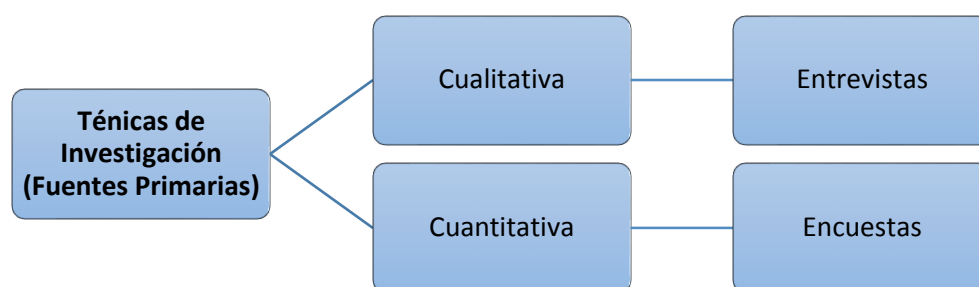 Ténicas de
Investigación
(Fuentes Primarias)
Cualitativa
Entrevistas
Cuantitativa
Encuestas